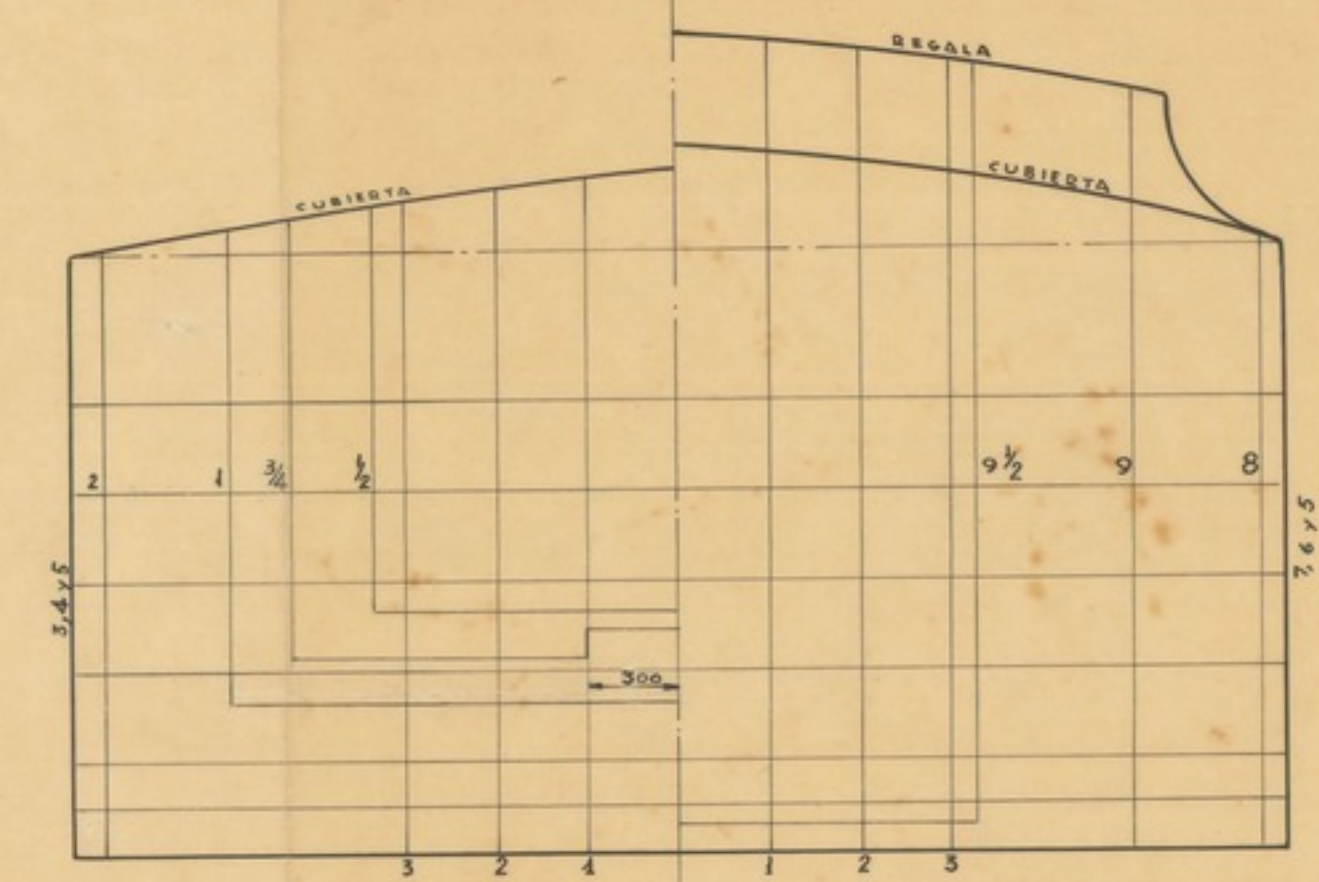 REGALA
CUBIERTA
CUBIERTA
2 1 3/4 1/2 9 1/2 9 8
3,4 y 5
7, 6 y 5
300
3 2 1 1 2 3